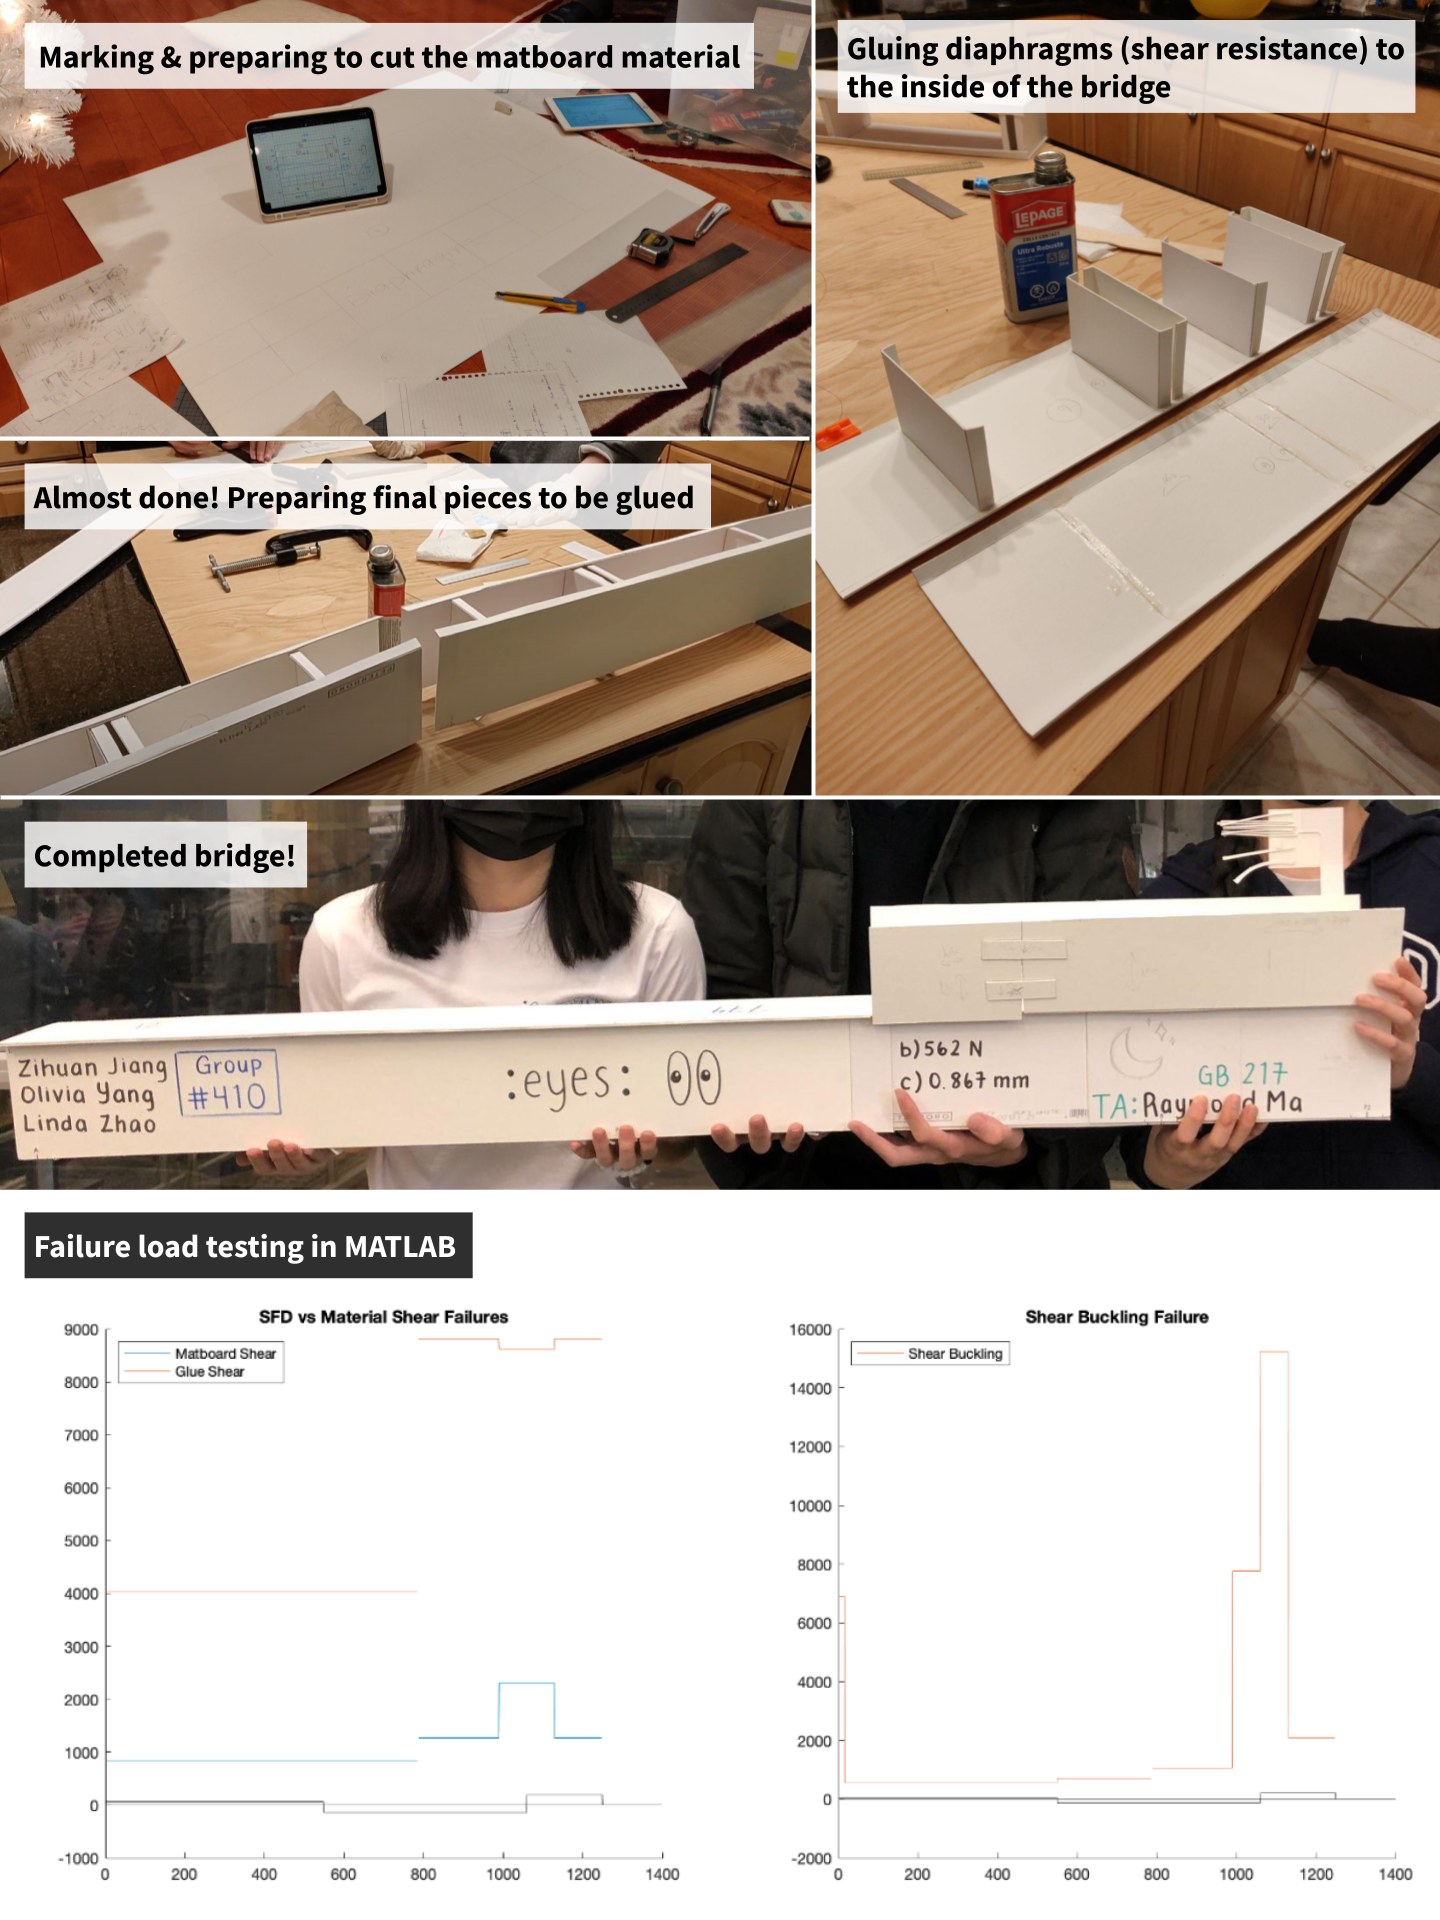 Marking & preparing to cut the matboard material
Gluing diaphragms (shear resistance) to
the inside of the bridge
LEPAGE
Ultra Robuste
Almost done! Preparing final pieces to be glued
Completed bridge!
Zihuan Jiang
Olivia Yang
Linda Zhao
Group
#410
:eyes:
b) 562 N
c) 0.867 mm
GB 217
TA: Raymond Ma
Failure load testing in MATLAB
SFD vs Material Shear Failures
Matboard Shear
Glue Shear
9000
8000
7000
6000
5000
4000
3000
2000
1000
0
-1000
0 200 400 600 800 1000 1200 1400
Shear Buckling Failure
Shear Buckling
16000
14000
12000
10000
8000
6000
4000
2000
0
-2000
0 200 400 600 800 1000 1200 1400